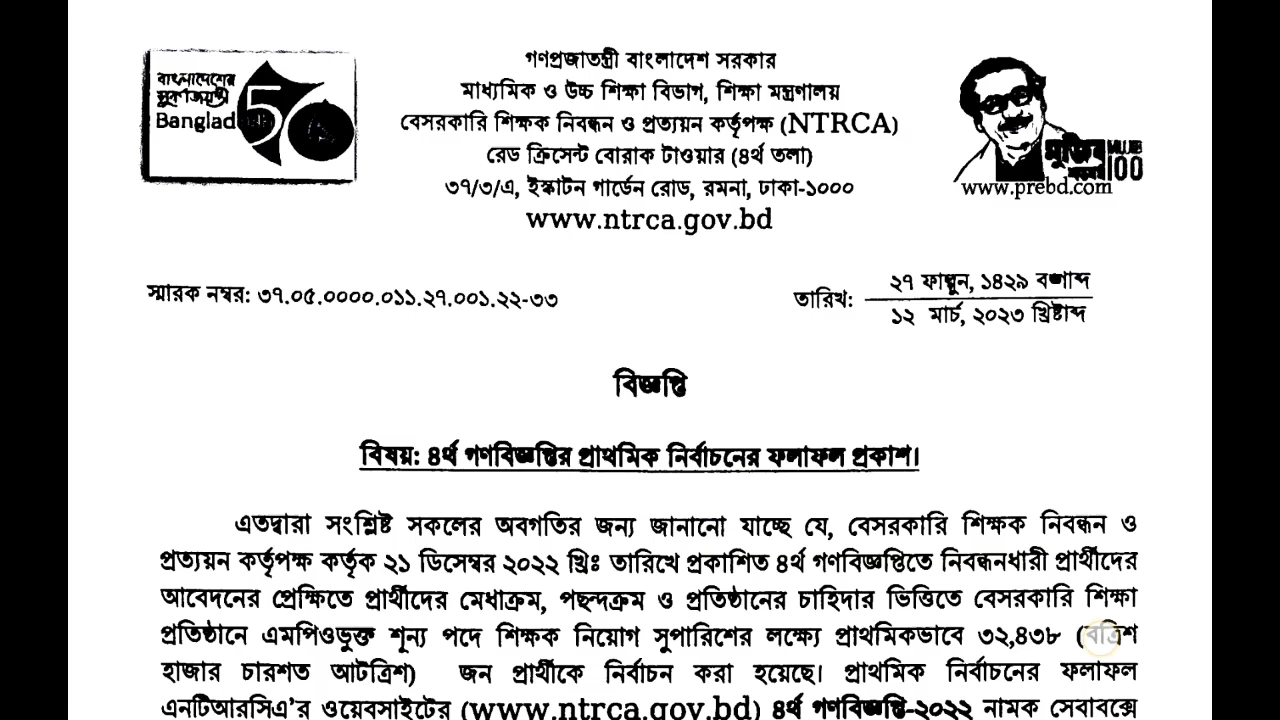 বাংলাদেশের
সুবর্ণজয়ন্তী
50
গণপ্রজাতন্ত্রী বাংলাদেশ সরকার
মাধ্যমিক ও উচ্চ শিক্ষা বিভাগ, শিক্ষা মন্ত্রণালয়
বেসরকারি শিক্ষক নিবন্ধন ও প্রত্যয়ন কর্তৃপক্ষ (NTRCA)
রেড ক্রিসেন্ট বোরাক টাওয়ার (৪র্থ তলা)
৩৭/৩/এ, ইস্কাটন গার্ডেন রোড, রমনা, ঢাকা-১০০০
www.ntrca.gov.bd
মুজিব
MUJIB
100
www.prebd.com
স্মারক নম্বর: ৩৭.০৫.০০০০.০১১.২৭.০০১.২২-৩৩
তারিখ:
২৭ ফাল্গুন, ১৪২৯ বঙ্গাব্দ
১২ মার্চ, ২০২৩ খ্রিষ্টাব্দ
বিজ্ঞপ্তি
বিষয়: ৪র্থ গণবিজ্ঞপ্তির প্রাথমিক নির্বাচনের ফলাফল প্রকাশ।
এতদ্বারা সংশ্লিষ্ট সকলের অবগতির জন্য জানানো যাচ্ছে যে, বেসরকারি শিক্ষক নিবন্ধন ও
প্রত্যয়ন কর্তৃপক্ষ কর্তৃক ২১ ডিসেম্বর ২০২২ খ্রিঃ তারিখে প্রকাশিত ৪র্থ গণবিজ্ঞপ্তিতে নিবন্ধনধারী প্রার্থীদের
আবেদনের প্রেক্ষিতে প্রার্থীদের মেধাক্রম, পছন্দক্রম ও প্রতিষ্ঠানের চাহিদার ভিত্তিতে বেসরকারি শিক্ষা
প্রতিষ্ঠানে এমপিওভুক্ত শূন্য পদে শিক্ষক নিয়োগ সুপারিশের লক্ষ্যে প্রাথমিকভাবে ৩২,৪৩৮ (বত্রিশ
হাজার চারশত আটত্রিশ) জন প্রার্থীকে নির্বাচন করা হয়েছে। প্রাথমিক নির্বাচনের ফলাফল
এনটিআরসিএ'র ওয়েবসাইটের (www.ntrca.gov.bd) ৪র্থ গণবিজ্ঞপ্তি-২০২২ নামক সেবাবক্সে